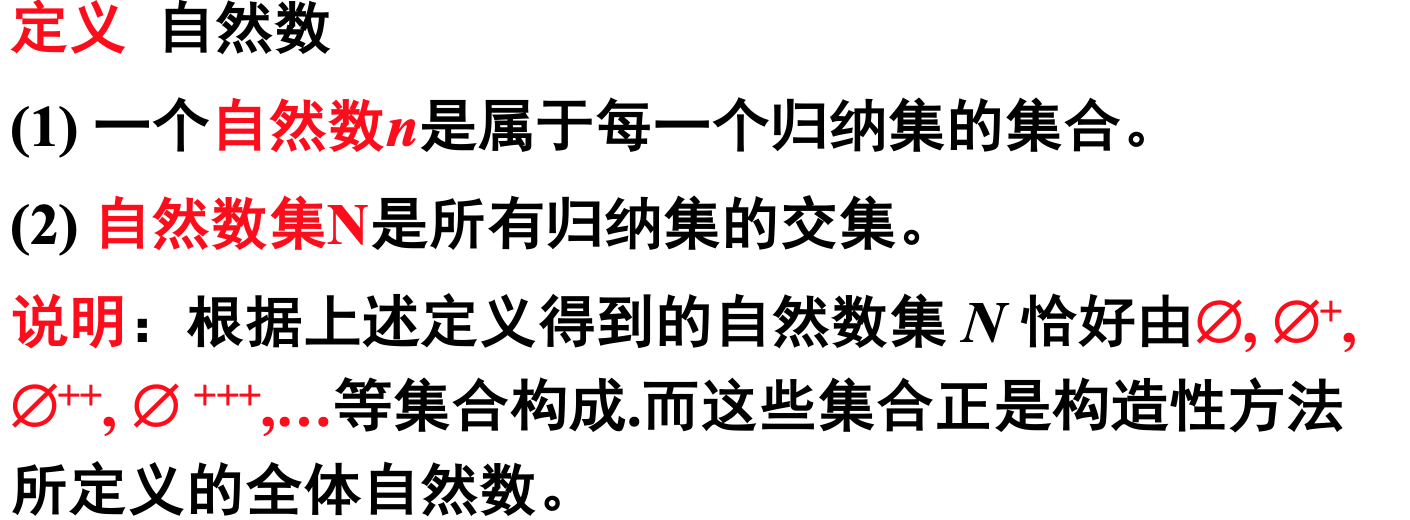 定义 自然数
(1) 一个自然数n是属于每一个归纳集的集合。
(2) 自然数集N是所有归纳集的交集。
说明：根据上述定义得到的自然数集 N 恰好由∅, ∅⁺,
∅⁺⁺, ∅ ⁺⁺⁺,…等集合构成.而这些集合正是构造性方法
所定义的全体自然数。